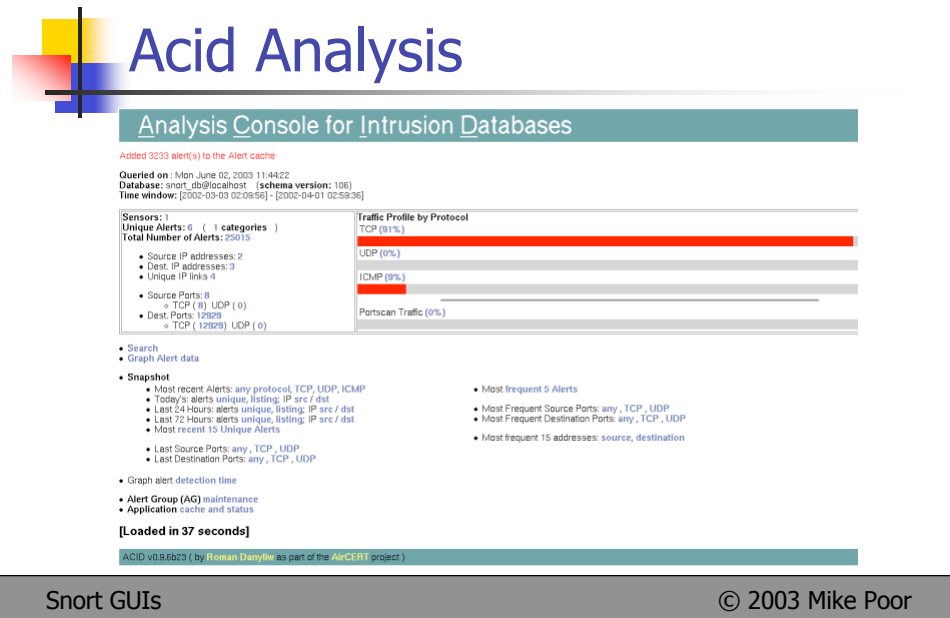 Acid Analysis
Analysis Console for Intrusion Databases
Added 3233 alert(s) to the Alert cache
Queried on : Mon June 02, 2003 11:44:22
Database: snort_db@localhost (schema version: 106)
Time window: [2002-03-03 02:09:56] - [2002-04-01 02:59:36]
Sensors: 1
Unique Alerts: 6 ( 1 categories )
Total Number of Alerts: 25015
• Source IP addresses: 2
• Dest. IP addresses: 3
• Unique IP links 4
• Source Ports: 8
○ TCP ( 8) UDP ( 0)
• Dest. Ports: 12929
○ TCP ( 12929) UDP ( 0)
Traffic Profile by Protocol
TCP (91%)
UDP (0%)
ICMP (9%)
Portscan Traffic (0%)
• Search
• Graph Alert data
• Snapshot
• Most recent Alerts: any protocol, TCP, UDP, ICMP
• Today's: alerts unique, listing; IP src / dst
• Last 24 Hours: alerts unique, listing; IP src / dst
• Last 72 Hours: alerts unique, listing; IP src / dst
• Most recent 15 Unique Alerts
• Last Source Ports: any , TCP , UDP
• Last Destination Ports: any , TCP , UDP
• Most frequent 5 Alerts
• Most Frequent Source Ports: any , TCP , UDP
• Most Frequent Destination Ports: any , TCP , UDP
• Most frequent 15 addresses: source, destination
• Graph alert detection time
• Alert Group (AG) maintenance
• Application cache and status
[Loaded in 37 seconds]
ACID v0.9.6b23 ( by Roman Danyliw as part of the AirCERT project )
Snort GUIs
© 2003 Mike Poor